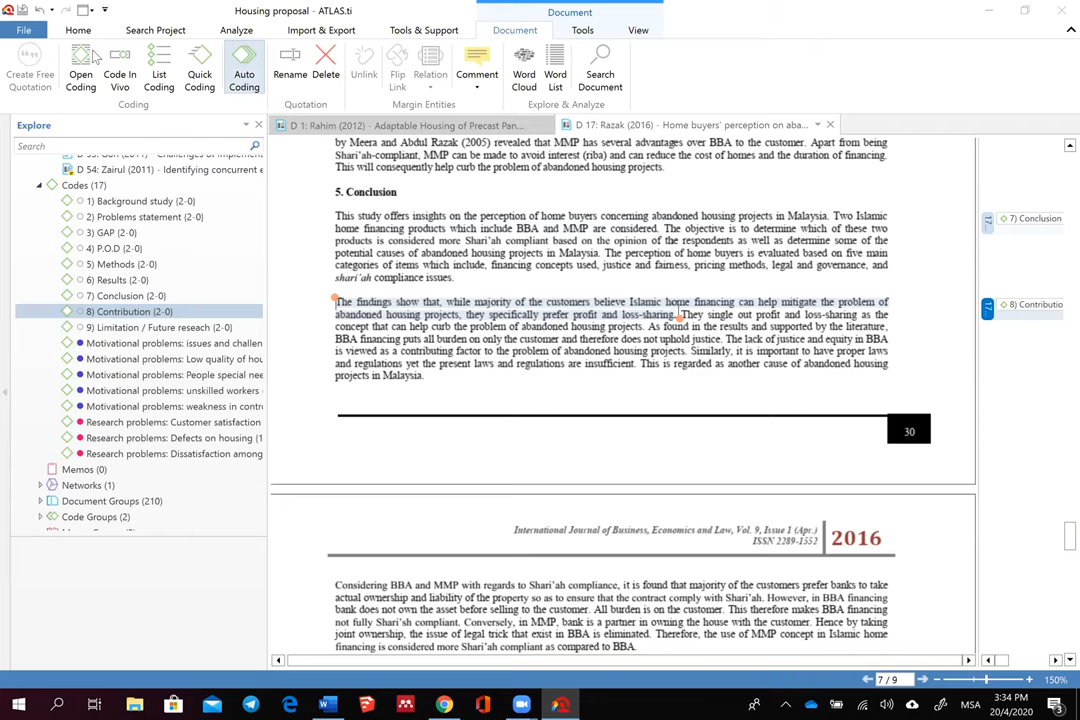 Housing proposal - ATLAS.ti
Document
File
Home
Search Project
Analyze
Import & Export
Tools & Support
Document
Tools
View
Create Free Quotation
Open Coding
Code In Vivo
List Coding
Quick Coding
Auto Coding
Rename
Delete
Unlink
Flip Link
Relation
Comment
Word Cloud
Word List
Search Document
Coding
Quotation
Margin Entities
Explore & Analyze
Explore
D 1: Rahim (2012) - Adaptable Housing of Precast Pan...
D 17: Razak (2016) - Home buyers' perception on aba...
Search
D 54: Zairul (2011) - Identifying concurrent e
Codes (17)
1) Background study (2-0)
2) Problems statement (2-0)
3) GAP (2-0)
4) P.O.D (2-0)
5) Methods (2-0)
6) Results (2-0)
7) Conclusion (2-0)
8) Contribution (2-0)
9) Limitation / Future reseach (2-0)
Motivational problems: issues and challen
Motivational problems: Low quality of hou
Motivational problems: People special nee
Motivational problems: unskilled workers
Motivational problems: weakness in contr
Research problems: Customer satisfaction
Research problems: Defects on housing (1
Research problems: Dissatisfaction among
Memos (0)
Networks (1)
Document Groups (210)
Code Groups (2)
by Meera and Abdul Razak (2005) revealed that MMP has several advantages over BBA to the customer. Apart from being
Shari'ah-compliant, MMP can be made to avoid interest (riba) and can reduce the cost of homes and the duration of financing.
This will consequently help curb the problem of abandoned housing projects.
5. Conclusion
This study offers insights on the perception of home buyers concerning abandoned housing projects in Malaysia. Two Islamic
home financing products which include BBA and MMP are considered. The objective is to determine which of these two
products is considered more Shari'ah compliant based on the opinion of the respondents as well as determine some of the
potential causes of abandoned housing projects in Malaysia. The perception of home buyers is evaluated based on five main
categories of items which include, financing concepts used, justice and fairness, pricing methods, legal and governance, and
shari'ah compliance issues.
The findings show that, while majority of the customers believe Islamic home financing can help mitigate the problem of
abandoned housing projects, they specifically prefer profit and loss-sharing. They single out profit and loss-sharing as the
concept that can help curb the problem of abandoned housing projects. As found in the results and supported by the literature,
BBA financing puts all burden on only the customer and therefore does not uphold justice. The lack of justice and equity in BBA
is viewed as a contributing factor to the problem of abandoned housing projects. Similarly, it is important to have proper laws
and regulations yet the present laws and regulations are insufficient. This is regarded as another cause of abandoned housing
projects in Malaysia.
30
International Journal of Business, Economics and Law, Vol. 9, Issue 1 (Apr.)
ISSN 2289-1552
2016
Considering BBA and MMP with regards to Shari'ah compliance, it is found that majority of the customers prefer banks to take
actual ownership and liability of the property so as to ensure that the contract comply with Shari'ah. However, in BBA financing
bank does not own the asset before selling to the customer. All burden is on the customer. This therefore makes BBA financing
not fully Shari'sh compliant. Conversely, in MMP, bank is a partner in owning the house with the customer. Hence by taking
joint ownership, the issue of legal trick that exist in BBA is eliminated. Therefore, the use of MMP concept in Islamic home
financing is considered more Shari'ah compliant as compared to BBA.
7) Conclusion
8) Contributio
7 / 9
150%
MSA
3:34 PM
20/4/2020
3